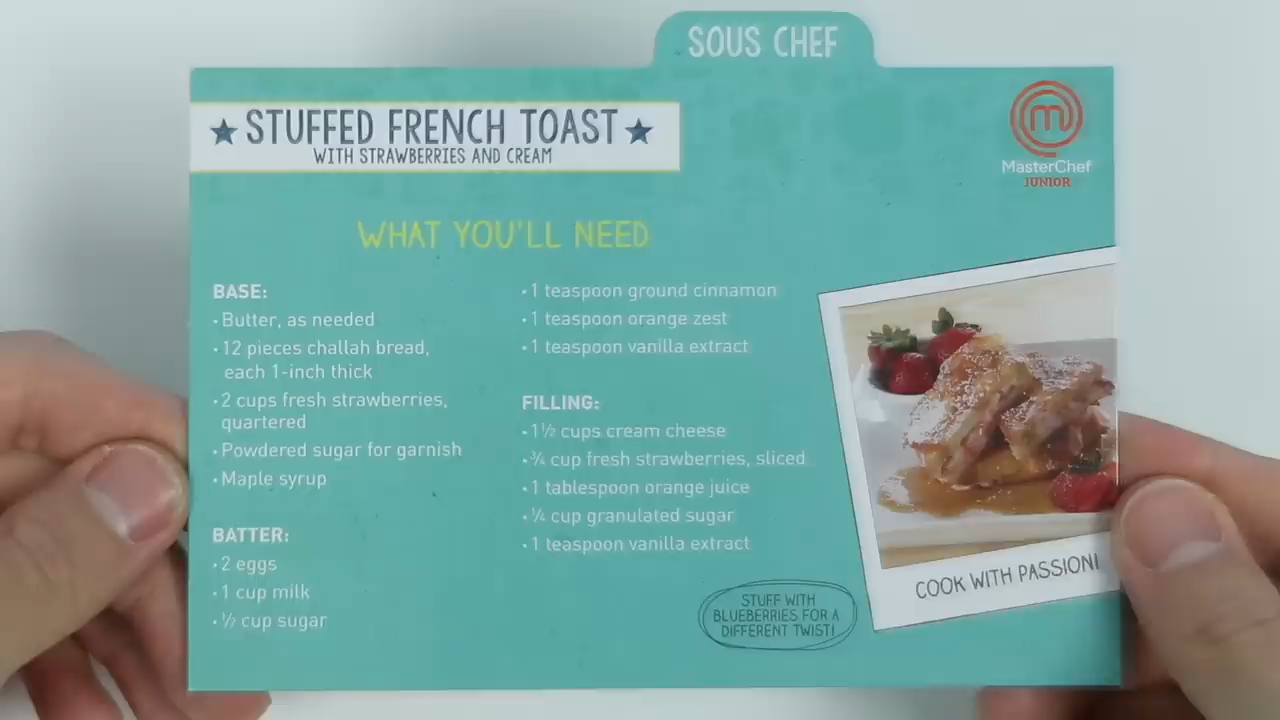 SOUS CHEF
STUFFED FRENCH TOAST
WITH STRAWBERRIES AND CREAM
MasterChef
JUNIOR
WHAT YOU'LL NEED
BASE:
• Butter, as needed
• 12 pieces challah bread,
each 1-inch thick
• 2 cups fresh strawberries,
quartered
• Powdered sugar for garnish
• Maple syrup
BATTER:
• 2 eggs
• 1 cup milk
• ½ cup sugar
• 1 teaspoon ground cinnamon
• 1 teaspoon orange zest
• 1 teaspoon vanilla extract
FILLING:
• 1½ cups cream cheese
• ¾ cup fresh strawberries, sliced
• 1 tablespoon orange juice
• ¼ cup granulated sugar
• 1 teaspoon vanilla extract
STUFF WITH
BLUEBERRIES FOR A
DIFFERENT TWIST!
COOK WITH PASSION!